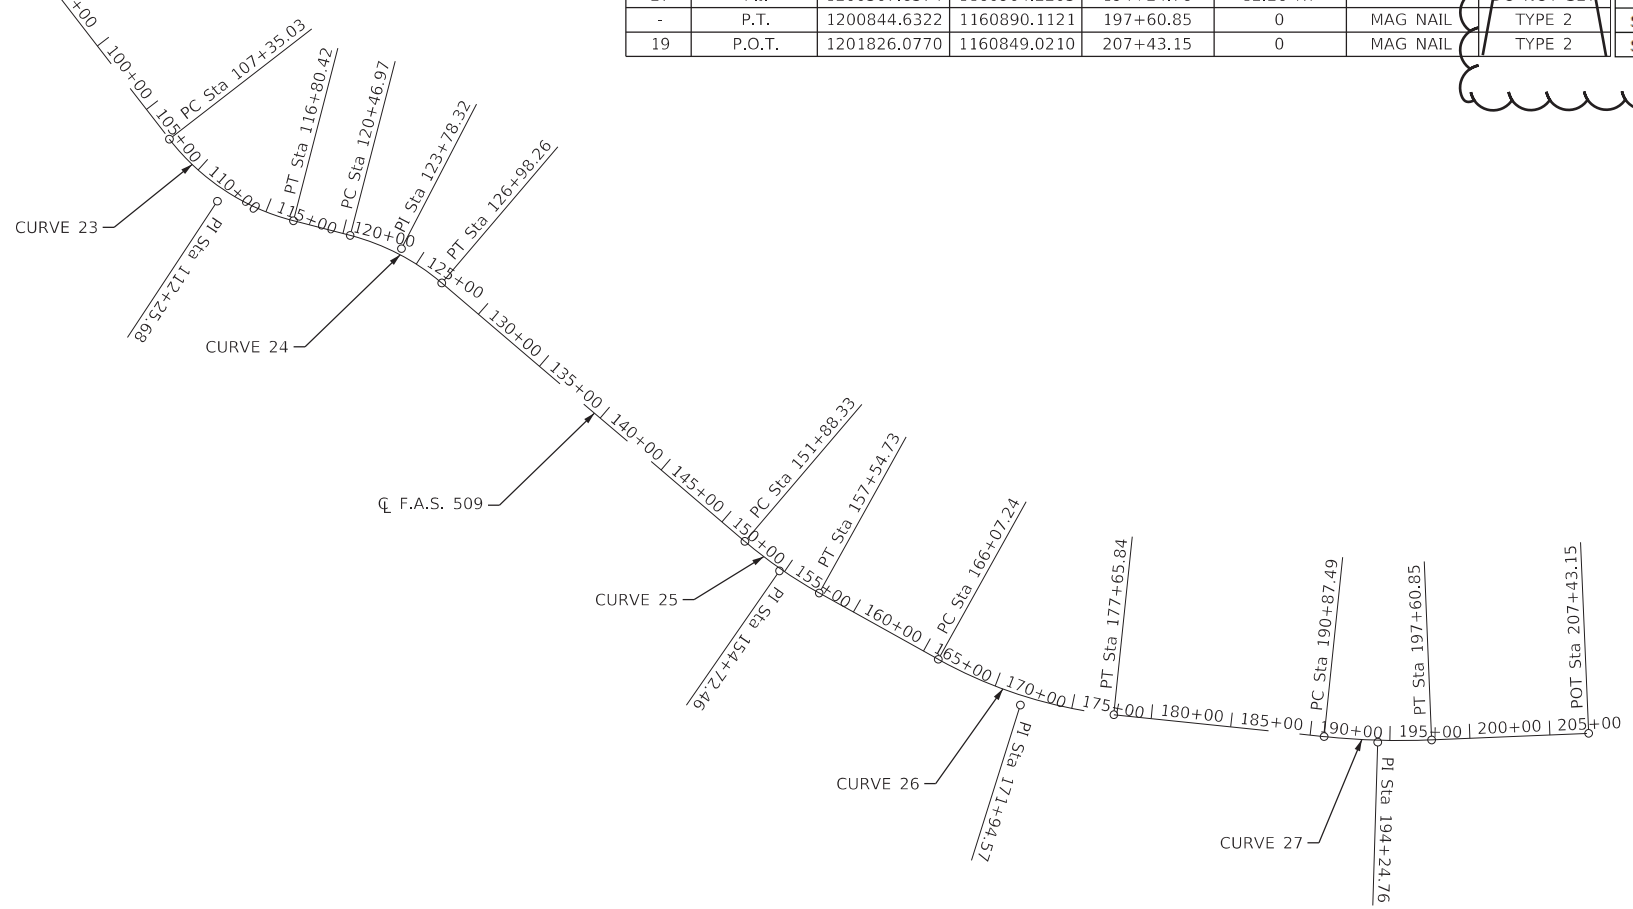 - P.T. 1200844.6322 1160890.1121 197+60.85 0 MAG NAIL TYPE 2
19 P.O.T. 1201826.0770 1160849.0210 207+43.15 0 MAG NAIL TYPE 2
100+00
105+00
PC Sta 107+35.03
110+00
CURVE 23
PI Sta 112+25.68
115+00
PT Sta 116+80.42
PC Sta 120+46.97
120+00
PI Sta 123+78.32
CURVE 24
125+00
PT Sta 126+98.26
130+00
135+00
140+00
℄ F.A.S. 509
145+00
150+00
PC Sta 151+88.33
CURVE 25
PI Sta 154+72.46
155+00
PT Sta 157+54.73
160+00
165+00
PC Sta 166+07.24
170+00
CURVE 26
PI Sta 171+94.57
175+00
PT Sta 177+65.84
180+00
185+00
190+00
PC Sta 190+87.49
CURVE 27
PI Sta 194+24.76
195+00
PT Sta 197+60.85
200+00
205+00
POT Sta 207+43.15